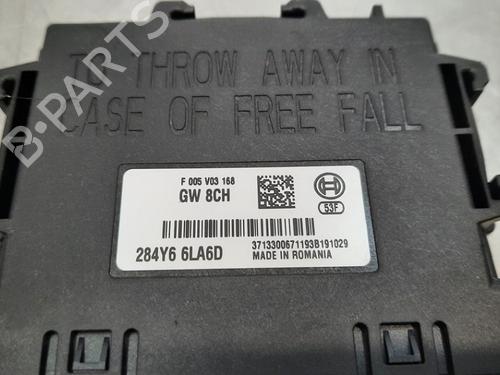 TO THROW AWAY IN
CASE OF FREE FALL
B-PARTS
F 005 V03 168
GW 8CH
53F
284Y6 6LA6D
3713300671193B191029
MADE IN ROMANIA